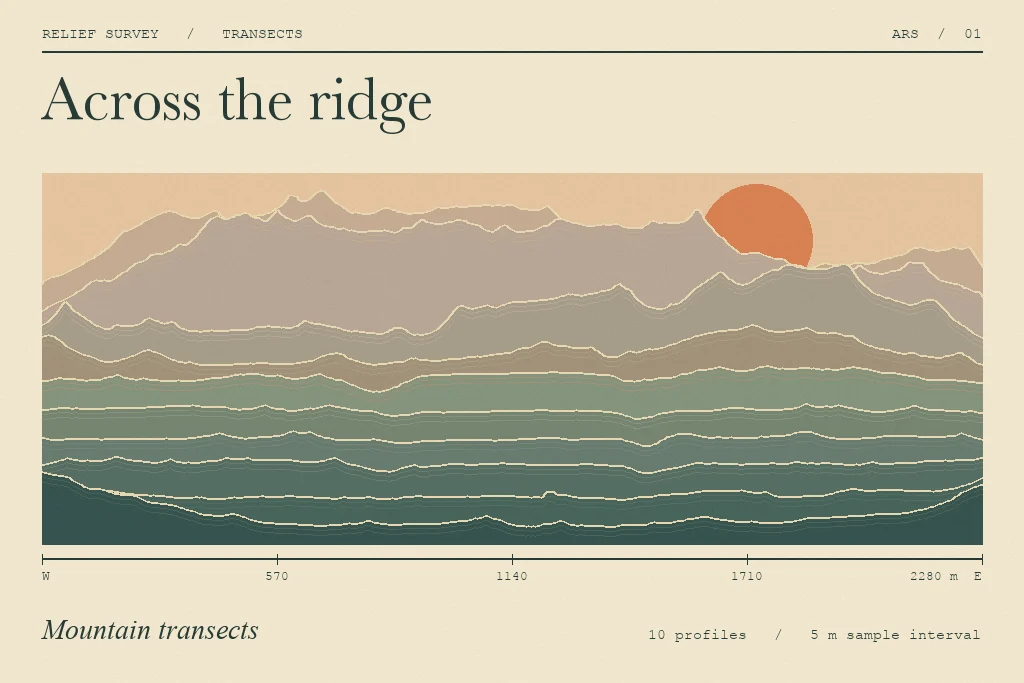 RELIEF SURVEY / TRANSECTS ARS / 01
Across the ridge
W 570 1140 1710 2280 m E
Mountain transects 10 profiles / 5 m sample interval